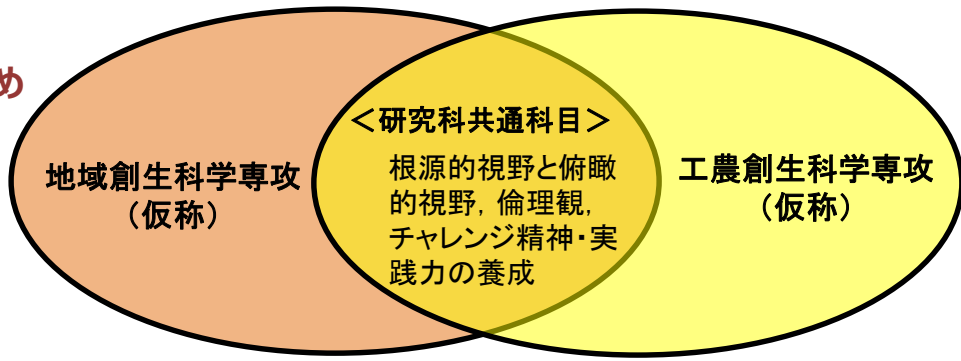 め
地域創生科学専攻
（仮称）
＜研究科共通科目＞
根源的視野と俯瞰
的視野，倫理観，
チャレンジ精神・実
践力の養成
工農創生科学専攻
（仮称）